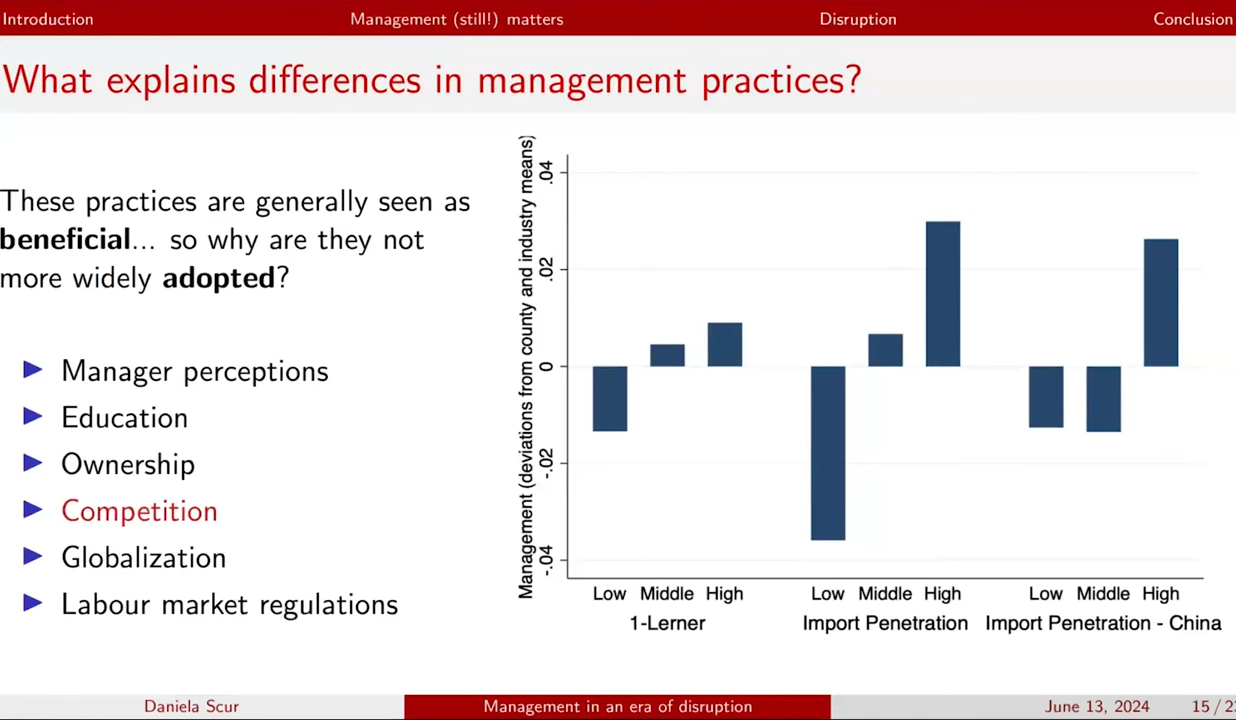 Introduction
Management (still!) matters
Disruption
Conclusion
What explains differences in management practices?
These practices are generally seen as
beneficial... so why are they not
more widely adopted?
Manager perceptions
Education
Ownership
Competition
Globalization
Labour market regulations
Management (deviations from county and industry means)
.04
.02
0
-.02
-.04
Low Middle High
1-Lerner
Low Middle High
Import Penetration
Low Middle High
Import Penetration - China
Daniela Scur
Management in an era of disruption
June 13, 2024
15 /